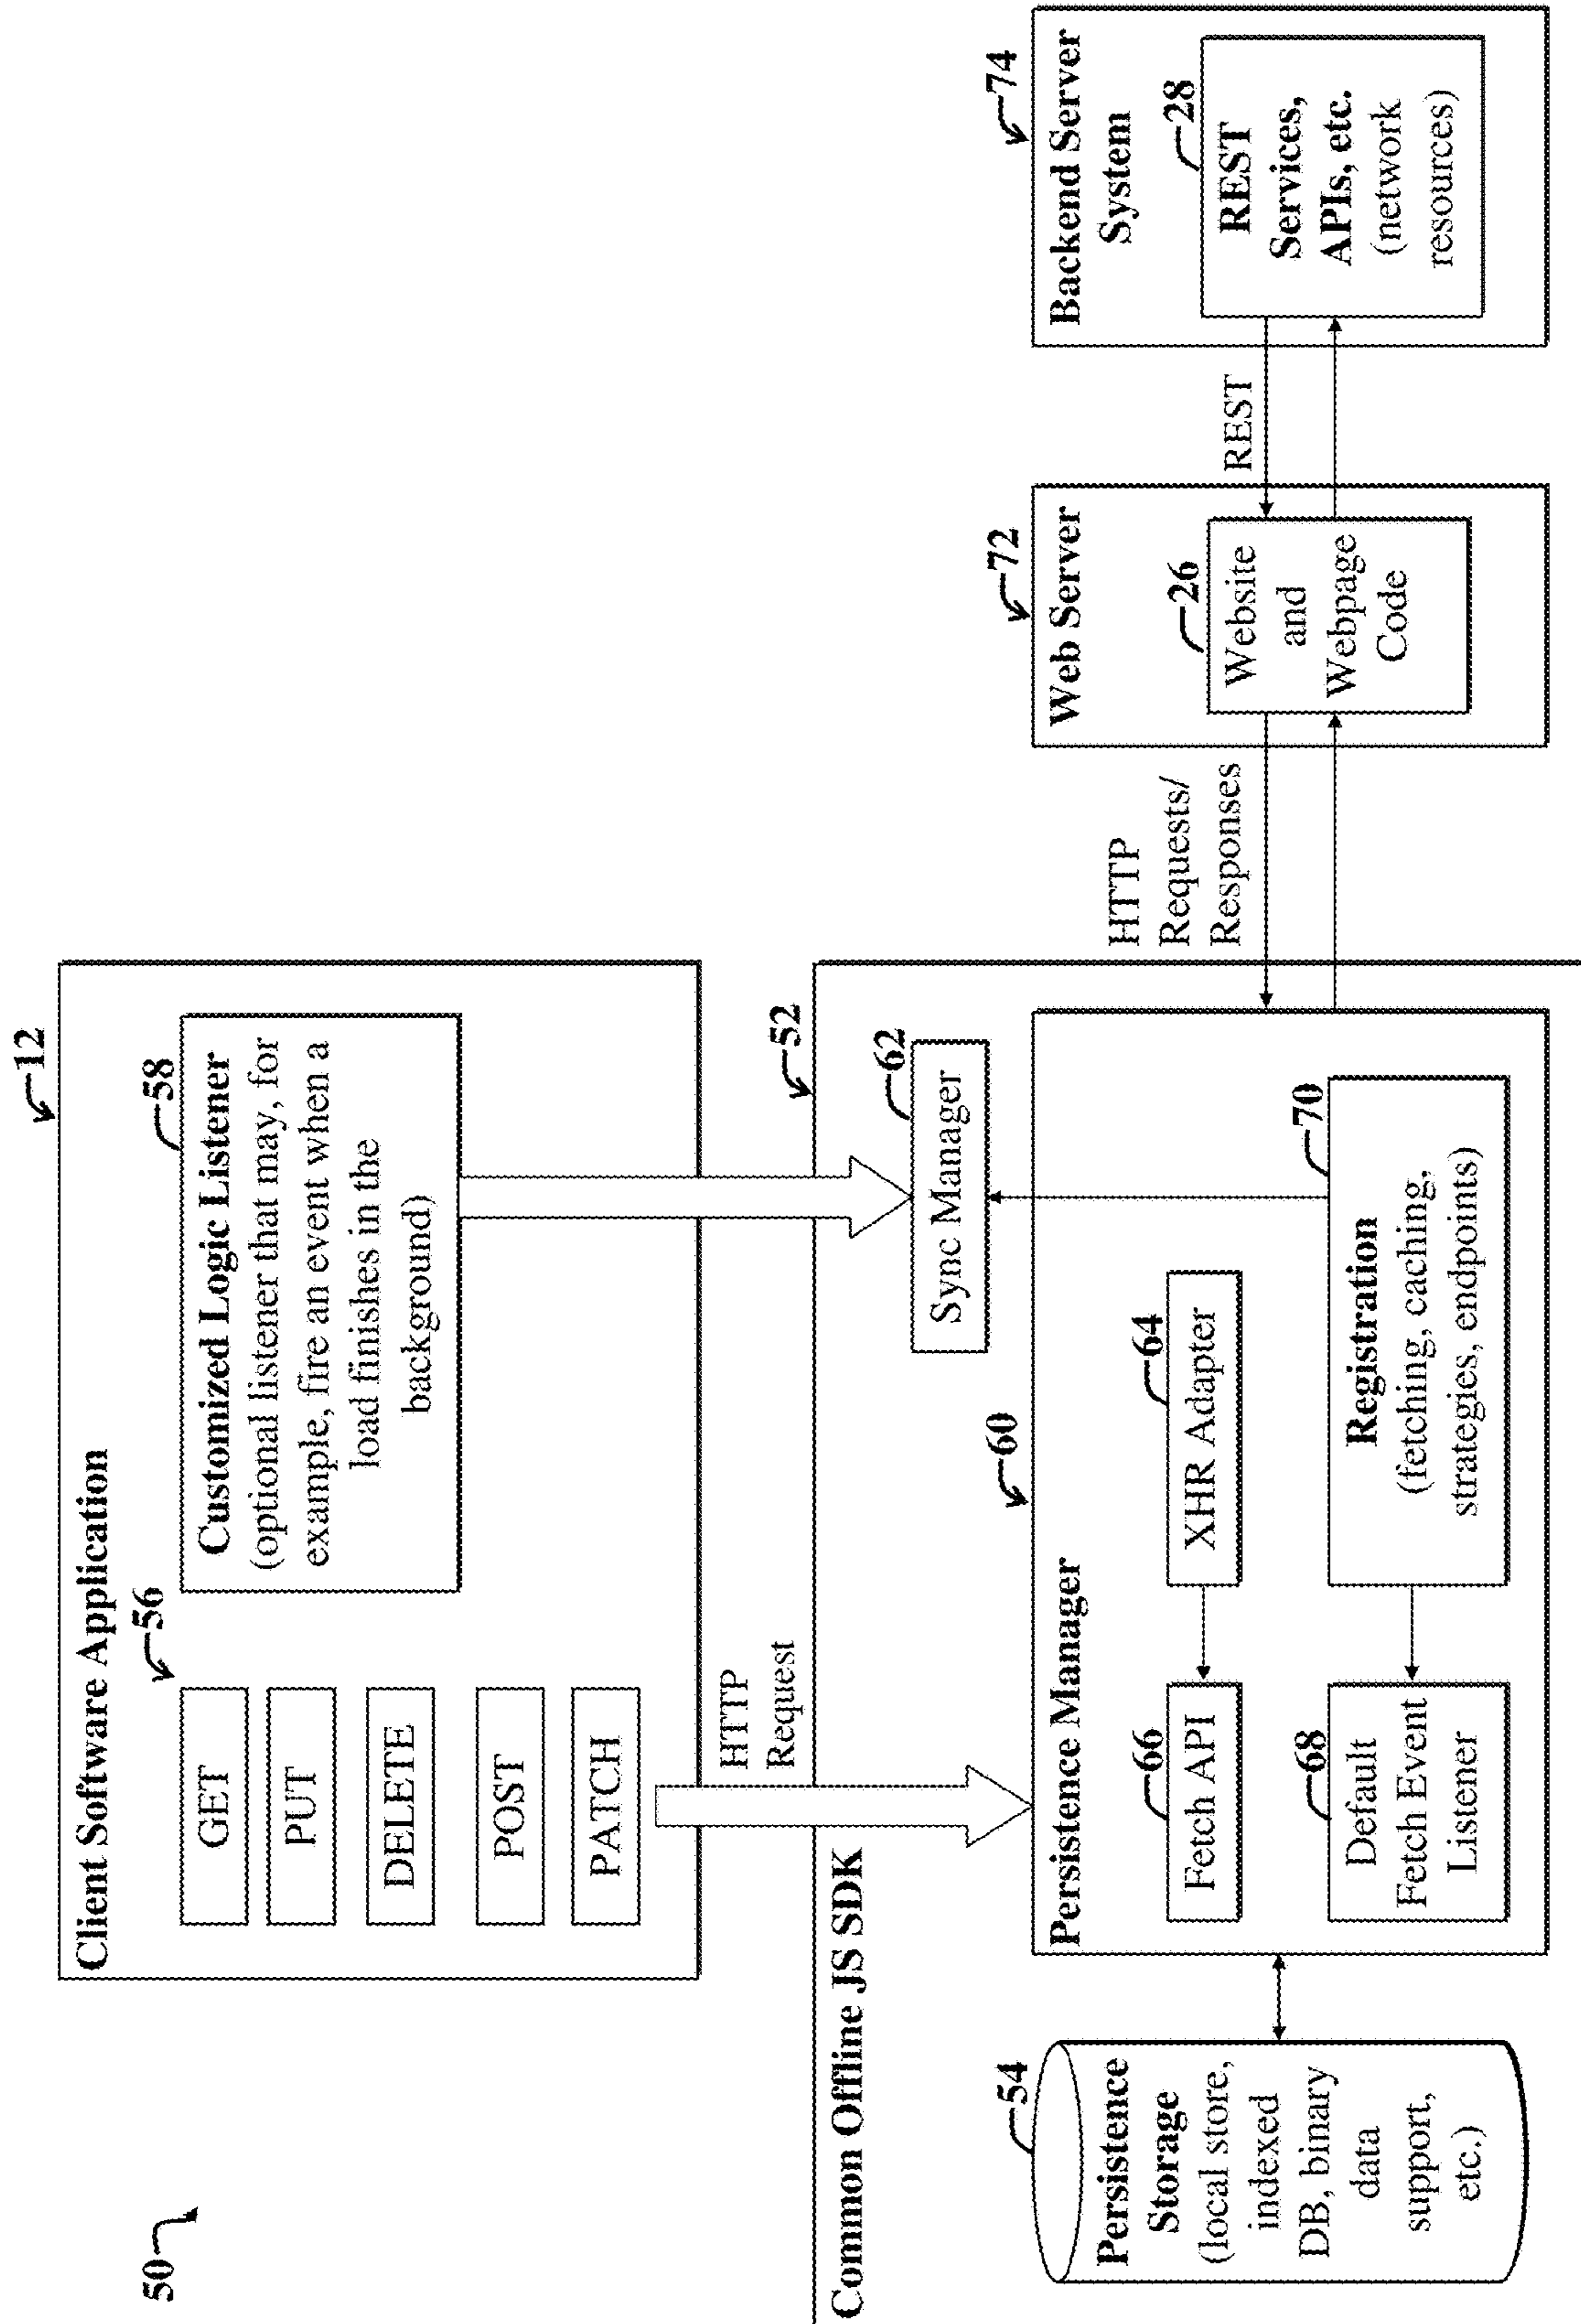 50
12
Client Software Application
56
GET
PUT
DELETE
POST
PATCH
58
Customized Logic Listener
(optional listener that may, for
example, fire an event when a
load finishes in the
background)
HTTP
Request
Common Offline JS SDK
52
62
Sync Manager
54
Persistence
Storage
(local store,
indexed
DB, binary
data
support,
etc.)
60
Persistence Manager
66
Fetch API
64
XHR Adapter
68
Default
Fetch Event
Listener
70
Registration
(fetching, caching,
strategies, endpoints)
HTTP
Requests/
Responses
72
Web Server
26
Website
and
Webpage
Code
REST
74
Backend Server
System
28
REST
Services,
APIs, etc.
(network
resources)